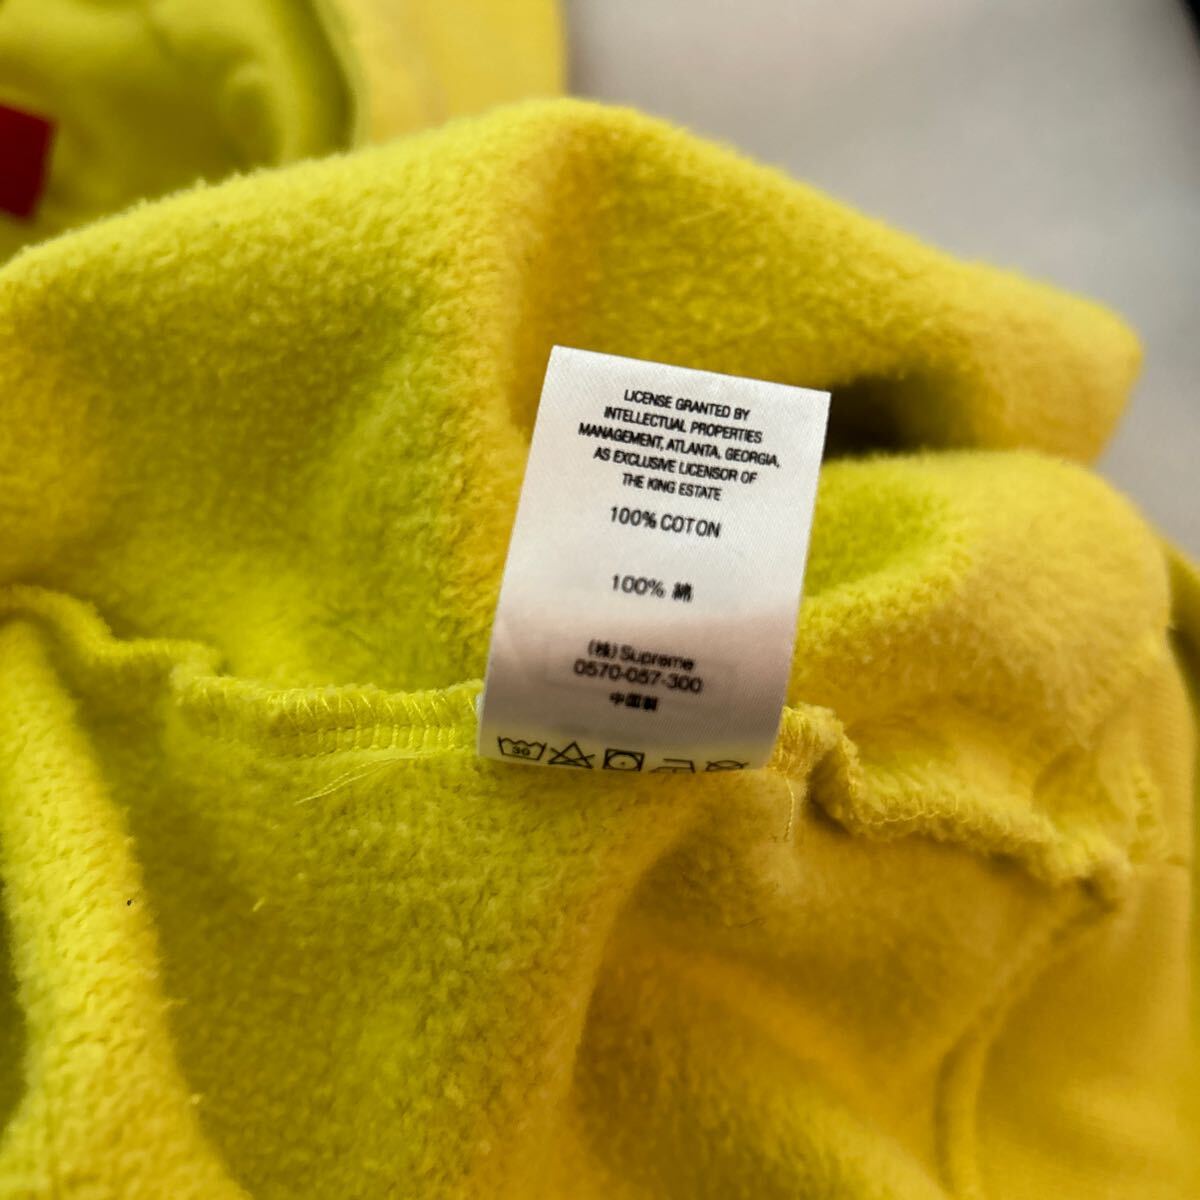 LICENSE GRANTED BY
INTELLECTUAL PROPERTIES
MANAGEMENT, ATLANTA, GEORGIA,
AS EXCLUSIVE LICENSOR OF
THE KING ESTATE
100% COTON
100% 綿
(株) Supreme
0570-057-300
中国製
30